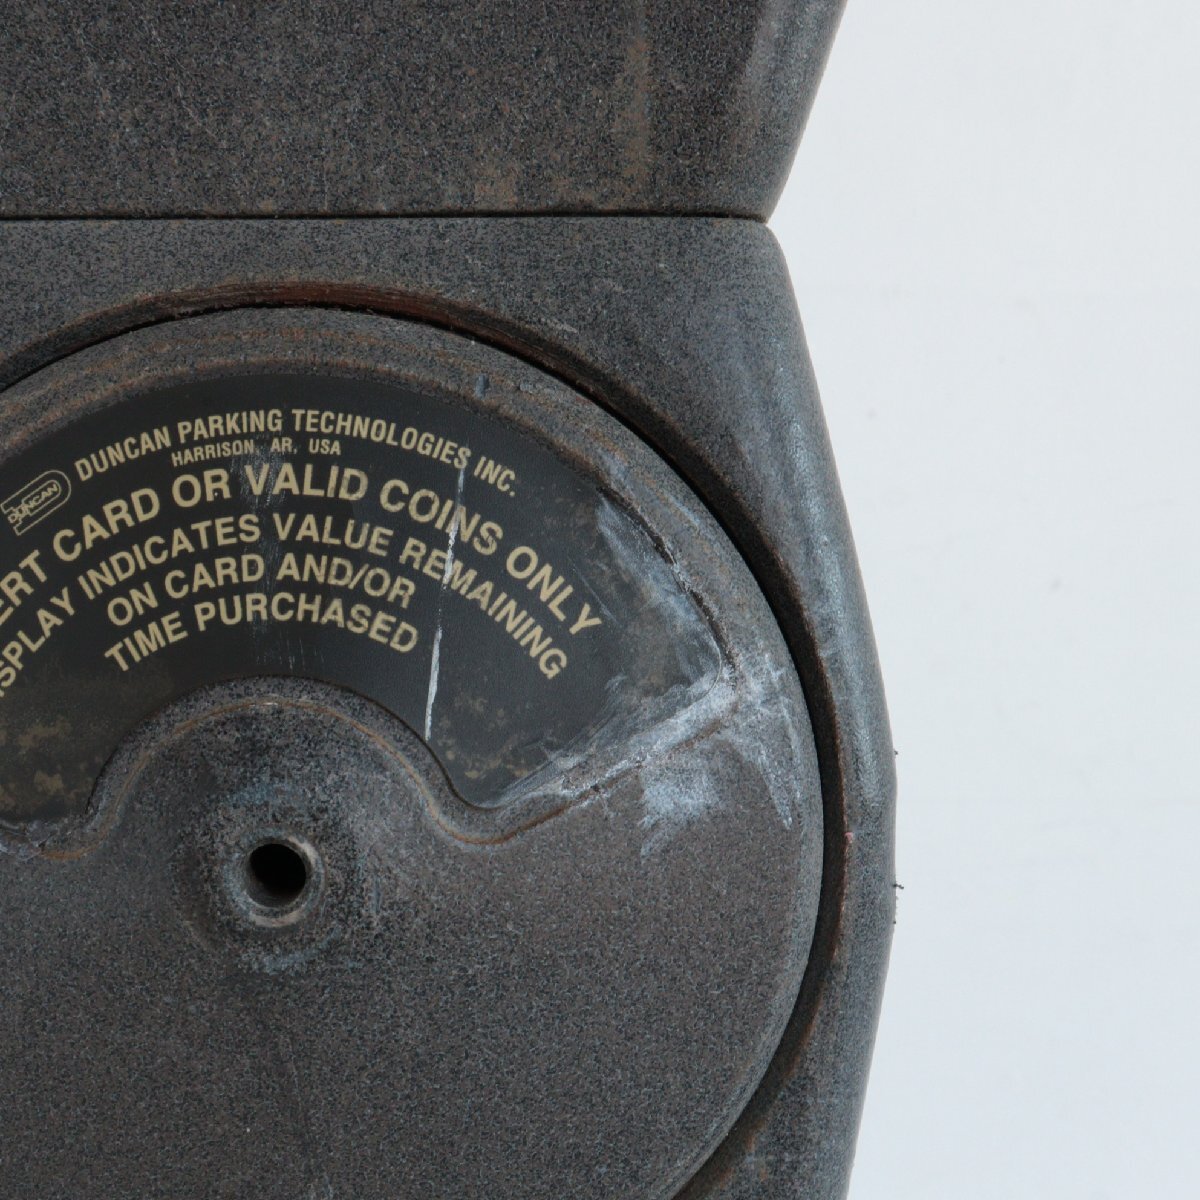 DUNCAN
DUNCAN PARKING TECHNOLOGIES INC.
HARRISON AR, USA
ERT CARD OR VALID COINS ONLY
SPLAY INDICATES VALUE REMAINING
ON CARD AND/OR
TIME PURCHASED